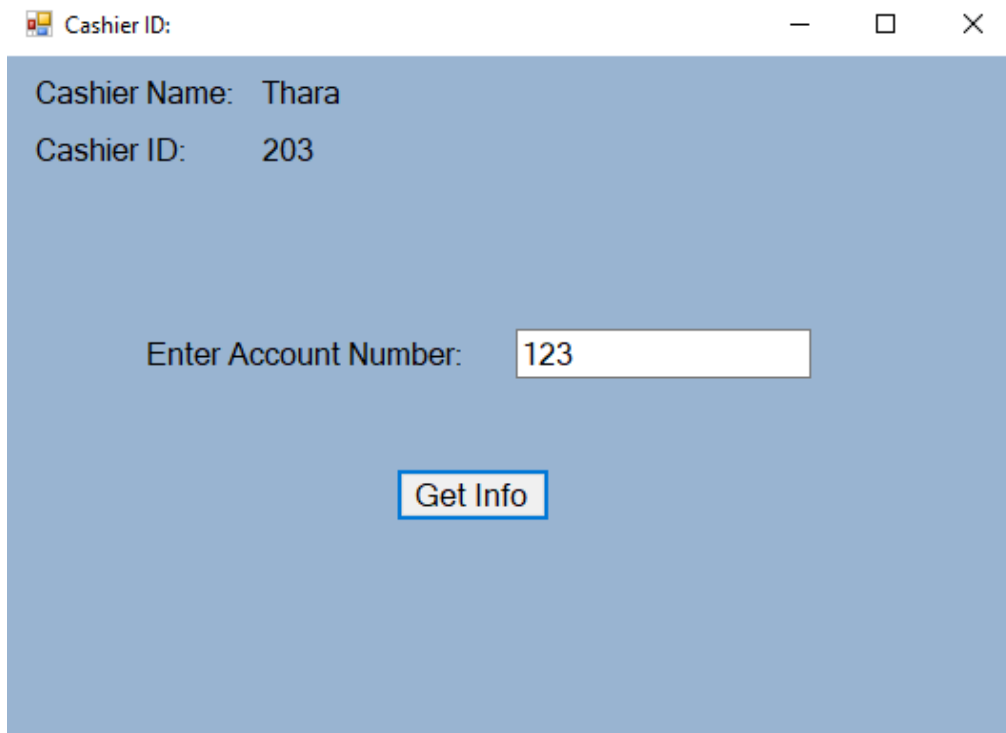 Cashier ID:
Cashier Name: Thara
Cashier ID: 203
Enter Account Number: 123
Get Info